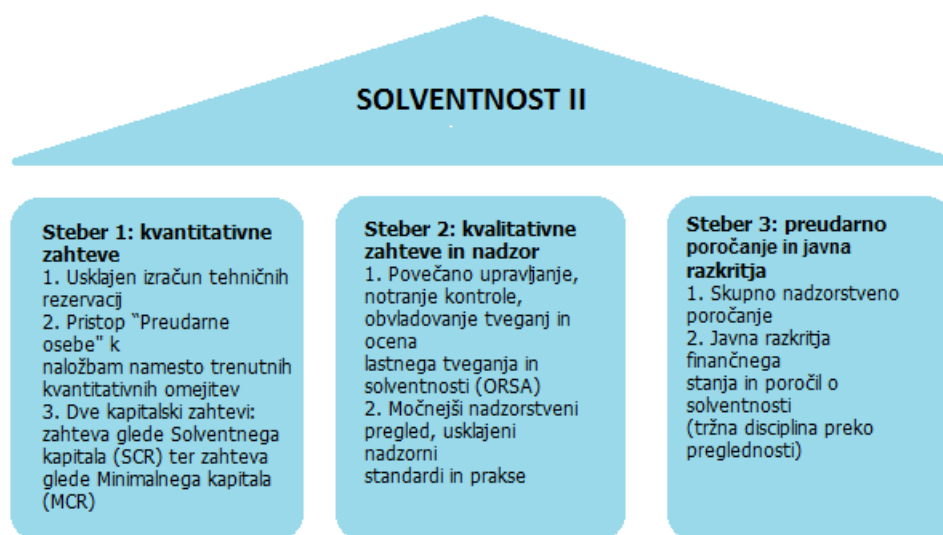 SOLVENTNOST II
Steber 1: kvantitativne
zahteve
1. Usklajen izračun tehničnih
rezervacij
2. Pristop "Preudarne
osebe" k
naložbam namesto trenutnih
kvantitativnih omejitev
3. Dve kapitalski zahtevi:
zahteva glede Solventnega
kapitala (SCR) ter zahteva
glede Minimalnega kapitala
(MCR)
Steber 2: kvalitativne
zahteve in nadzor
1. Povečano upravljanje,
notranje kontrole,
obvladovanje tveganj in
ocena
lastnega tveganja in
solventnosti (ORSA)
2. Močnejši nadzorstveni
pregled, usklajeni
nadzorni
standardi in prakse
Steber 3: preudarno
poročanje in javna
razkritja
1. Skupno nadzorstveno
poročanje
2. Javna razkritja
finančnega
stanja in poročil o
solventnosti
(tržna disciplina preko
preglednosti)